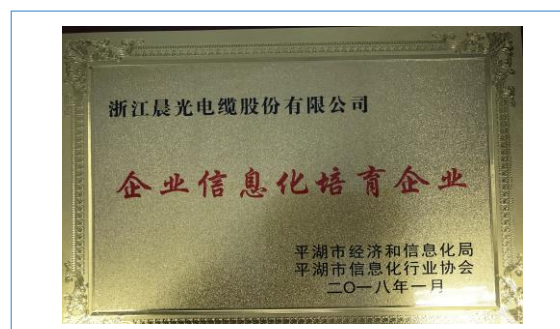 浙江晨光电缆股份有限公司
企业信息化培育企业
平湖市经济和信息化局
平湖市信息化行业协会
二〇一八年一月